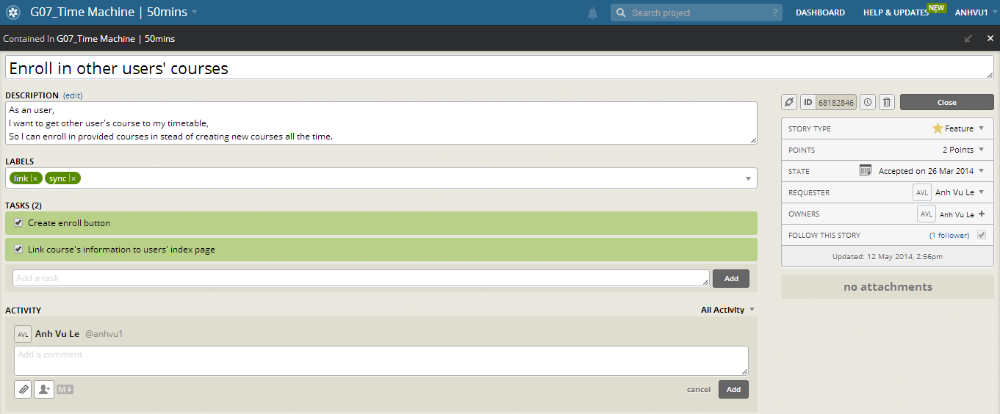 G07_Time Machine | 50mins
Search project
?
DASHBOARD
HELP & UPDATES
NEW
ANHVU1
Contained In G07_Time Machine | 50mins
Enroll in other users' courses
DESCRIPTION (edit)
As an user,
I want to get other user's course to my timetable,
So I can enroll in provided courses in stead of creating new courses all the time.
LABELS
link | ×
sync | ×
TASKS (2)
Create enroll button
Link course's information to users' index page
Add a task
Add
ACTIVITY
All Activity
AVL Anh Vu Le @anhvu1
Add a comment
M
cancel
Add
ID 68182846
Close
STORY TYPE Feature
POINTS 2 Points
STATE Accepted on 26 Mar 2014
REQUESTER AVL Anh Vu Le
OWNERS AVL Anh Vu Le +
FOLLOW THIS STORY (1 follower)
Updated: 12 May 2014, 2:56pm
no attachments